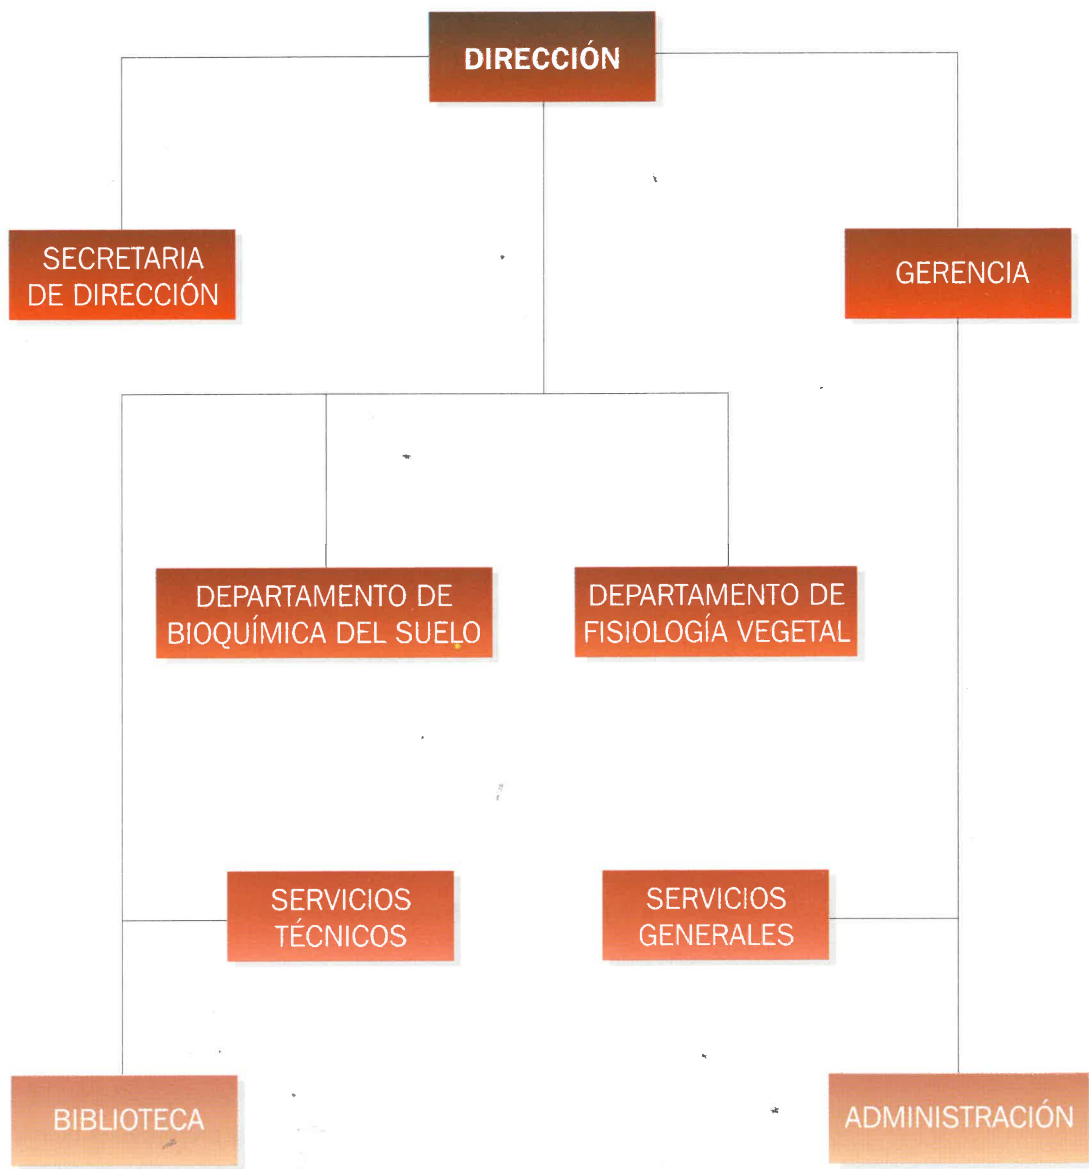 DIRECCIÓN
SECRETARIA
DE DIRECCIÓN
GERENCIA
DEPARTAMENTO DE
BIOQUÍMICA DEL SUELO
DEPARTAMENTO DE
FISIOLOGÍA VEGETAL
SERVICIOS
TÉCNICOS
SERVICIOS
GENERALES
BIBLIOTECA
ADMINISTRACIÓN